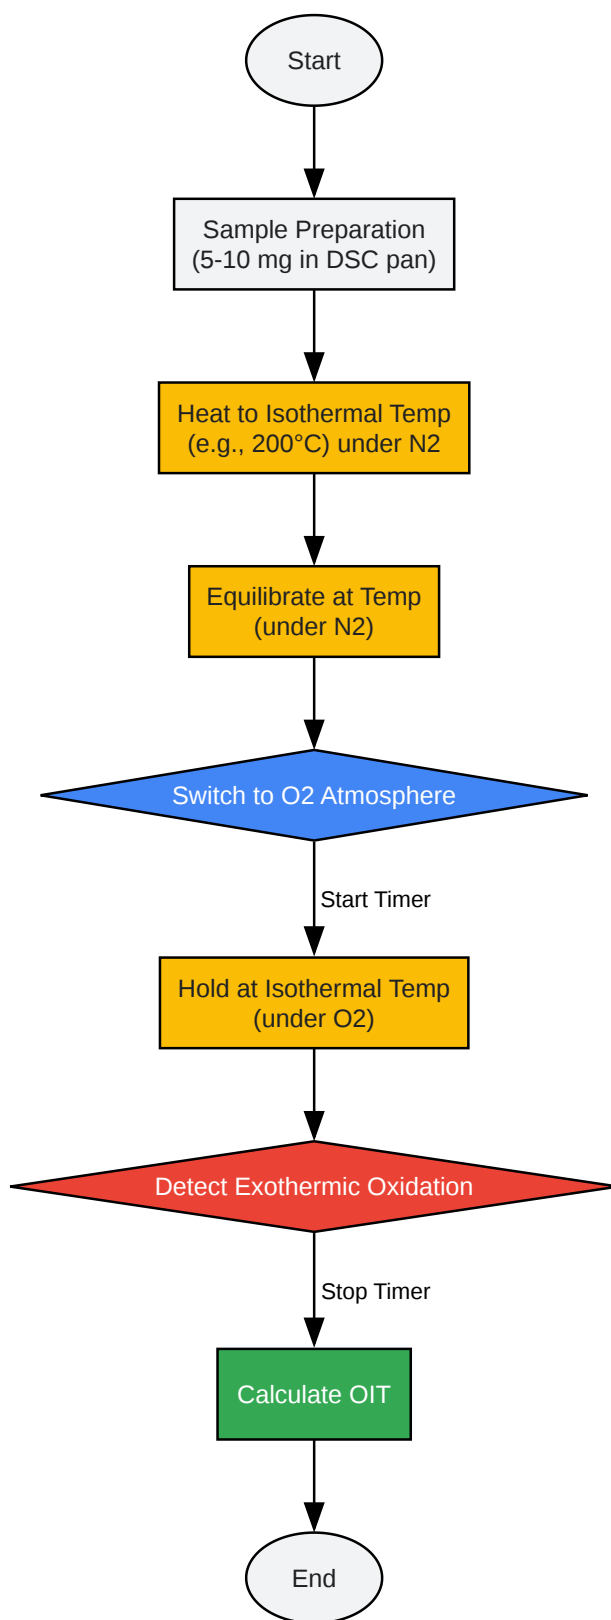 Start
Sample Preparation
(5-10 mg in DSC pan)
Heat to Isothermal Temp
(e.g., 200°C) under N2
Equilibrate at Temp
(under N2)
Switch to O2 Atmosphere
Start Timer
Hold at Isothermal Temp
(under O2)
Detect Exothermic Oxidation
Stop Timer
Calculate OIT
End